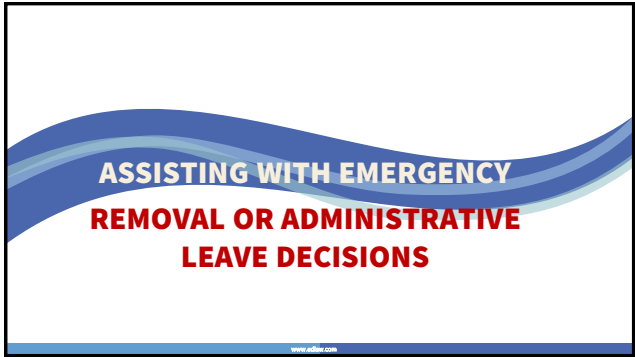 ASSISTING WITH EMERGENCY
REMOVAL OR ADMINISTRATIVE
LEAVE DECISIONS
www.edlaw.com